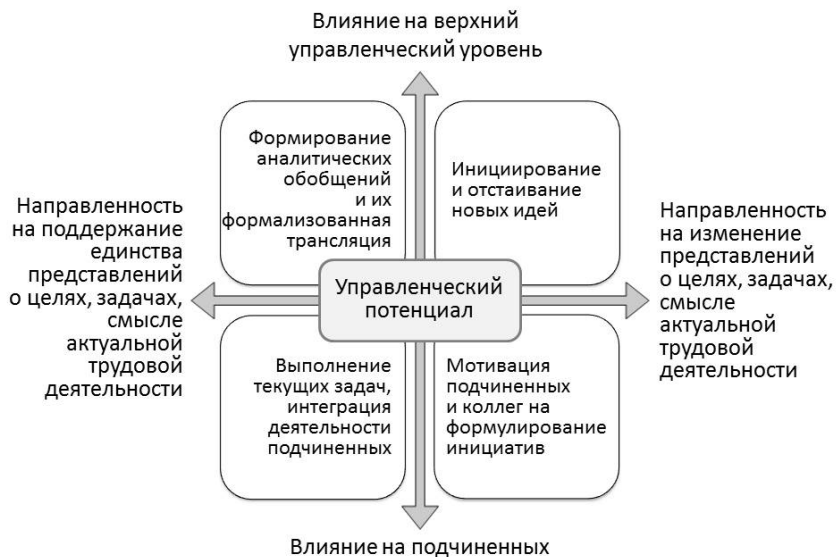 Влияние на верхний
управленческий уровень
Формирование
аналитических
обобщений
и их
формализованная
трансляция
Инициирование
и отстаивание
новых идей
Направленность
на поддержание
единства
представлений
о целях, задачах,
смысле
актуальной
трудовой
деятельности
Управленческий
потенциал
Направленность
на изменение
представлений
о целях, задачах,
смысле
актуальной
трудовой
деятельности
Выполнение
текущих задач,
интеграция
деятельности
подчиненных
Мотивация
подчиненных
и коллег на
формулирование
инициатив
Влияние на подчиненных